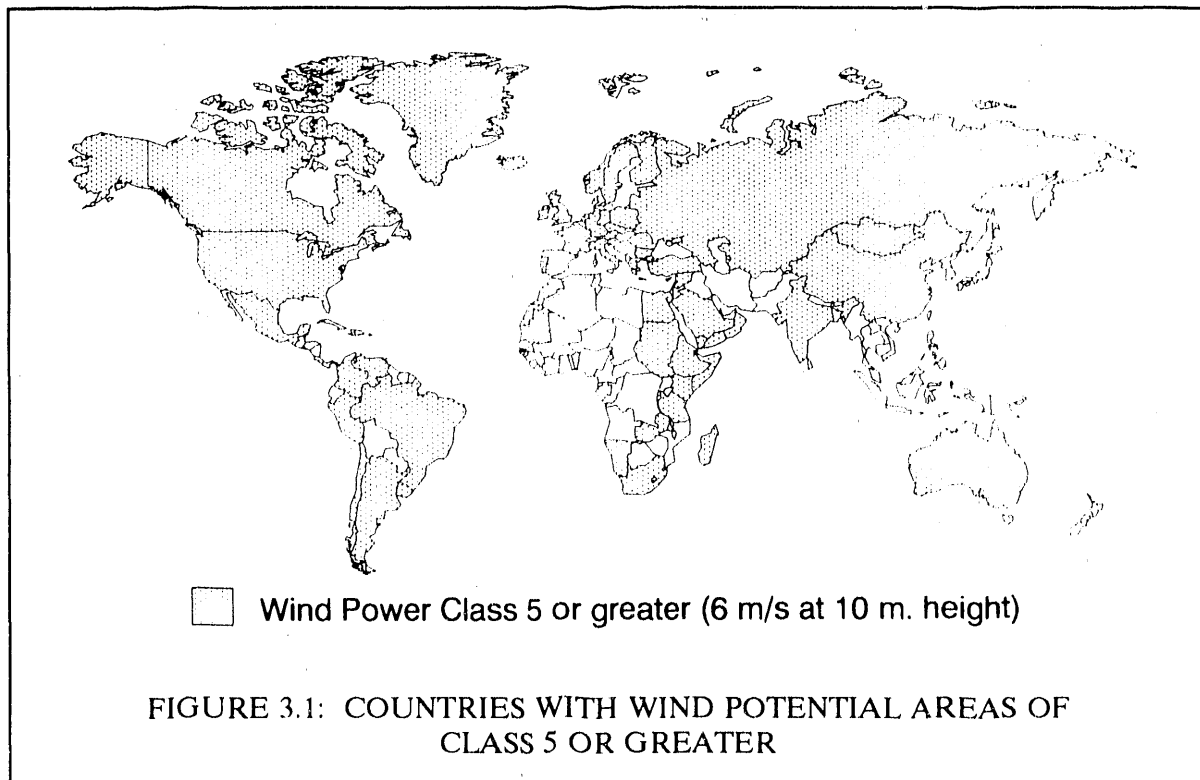 Wind Power Class 5 or greater (6 m/s at 10 m. height)
FIGURE 3.1: COUNTRIES WITH WIND POTENTIAL AREAS OF
CLASS 5 OR GREATER